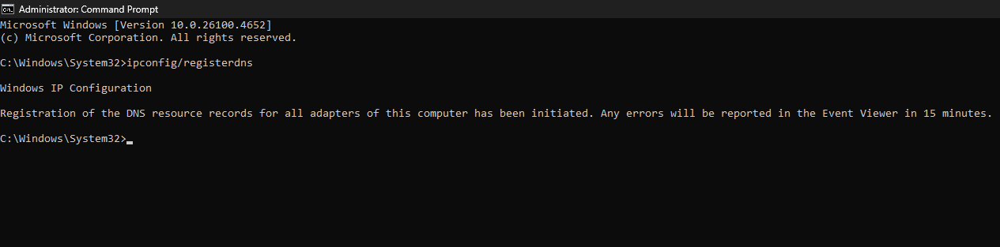 Administrator: Command Prompt
Microsoft Windows [Version 10.0.26100.4652]
(c) Microsoft Corporation. All rights reserved.
C:\Windows\System32>ipconfig/registerdns
Windows IP Configuration
Registration of the DNS resource records for all adapters of this computer has been initiated. Any errors will be reported in the Event Viewer in 15 minutes.
C:\Windows\System32>